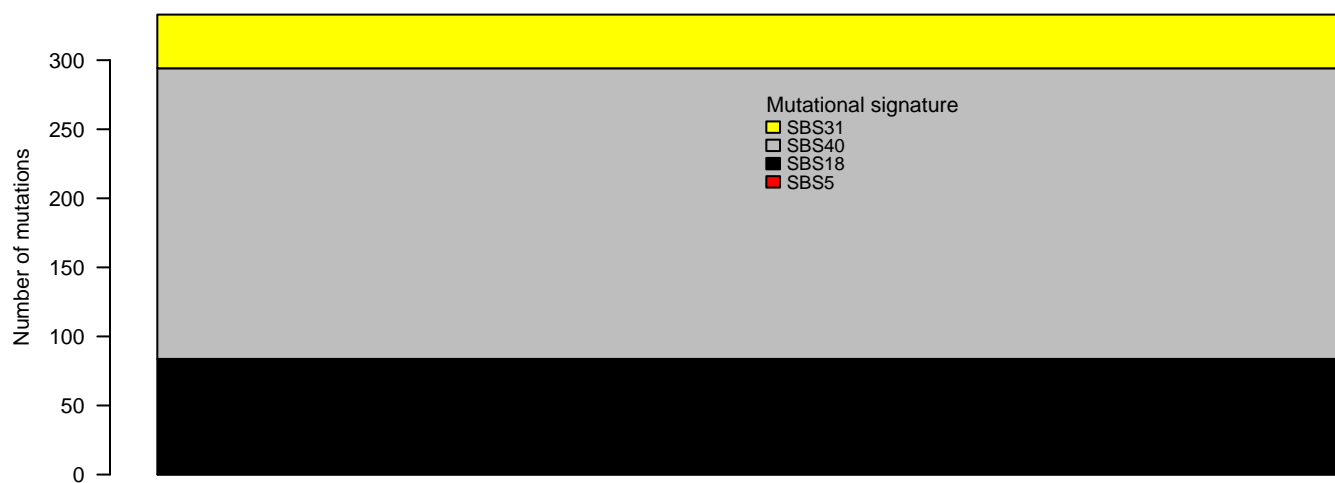 Number of mutations
300
250
200
150
100
50
0
Mutational signature
SBS31
SBS40
SBS18
SBS5